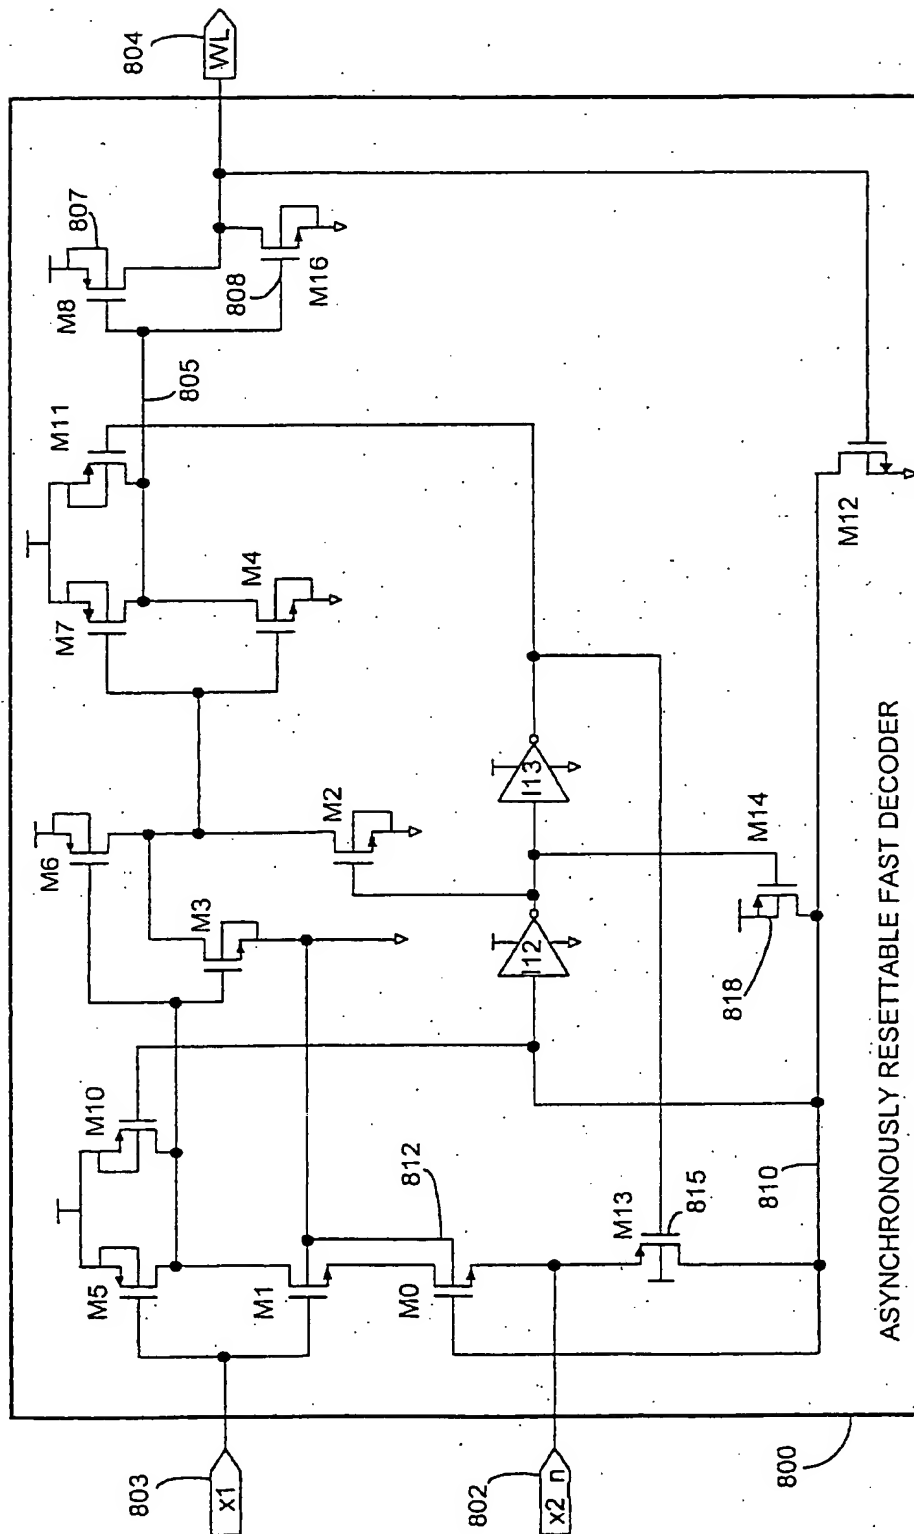 804
WL
807
M8
808
M16
805
M11
M7
M4
M6
M3
M2
I13
I12
M14
818
M12
M10
M5
M1
812
M0
M13
815
810
803
x1
802
x2_n
800
ASYNCHRONOUSLY RESETTABLE FAST DECODER